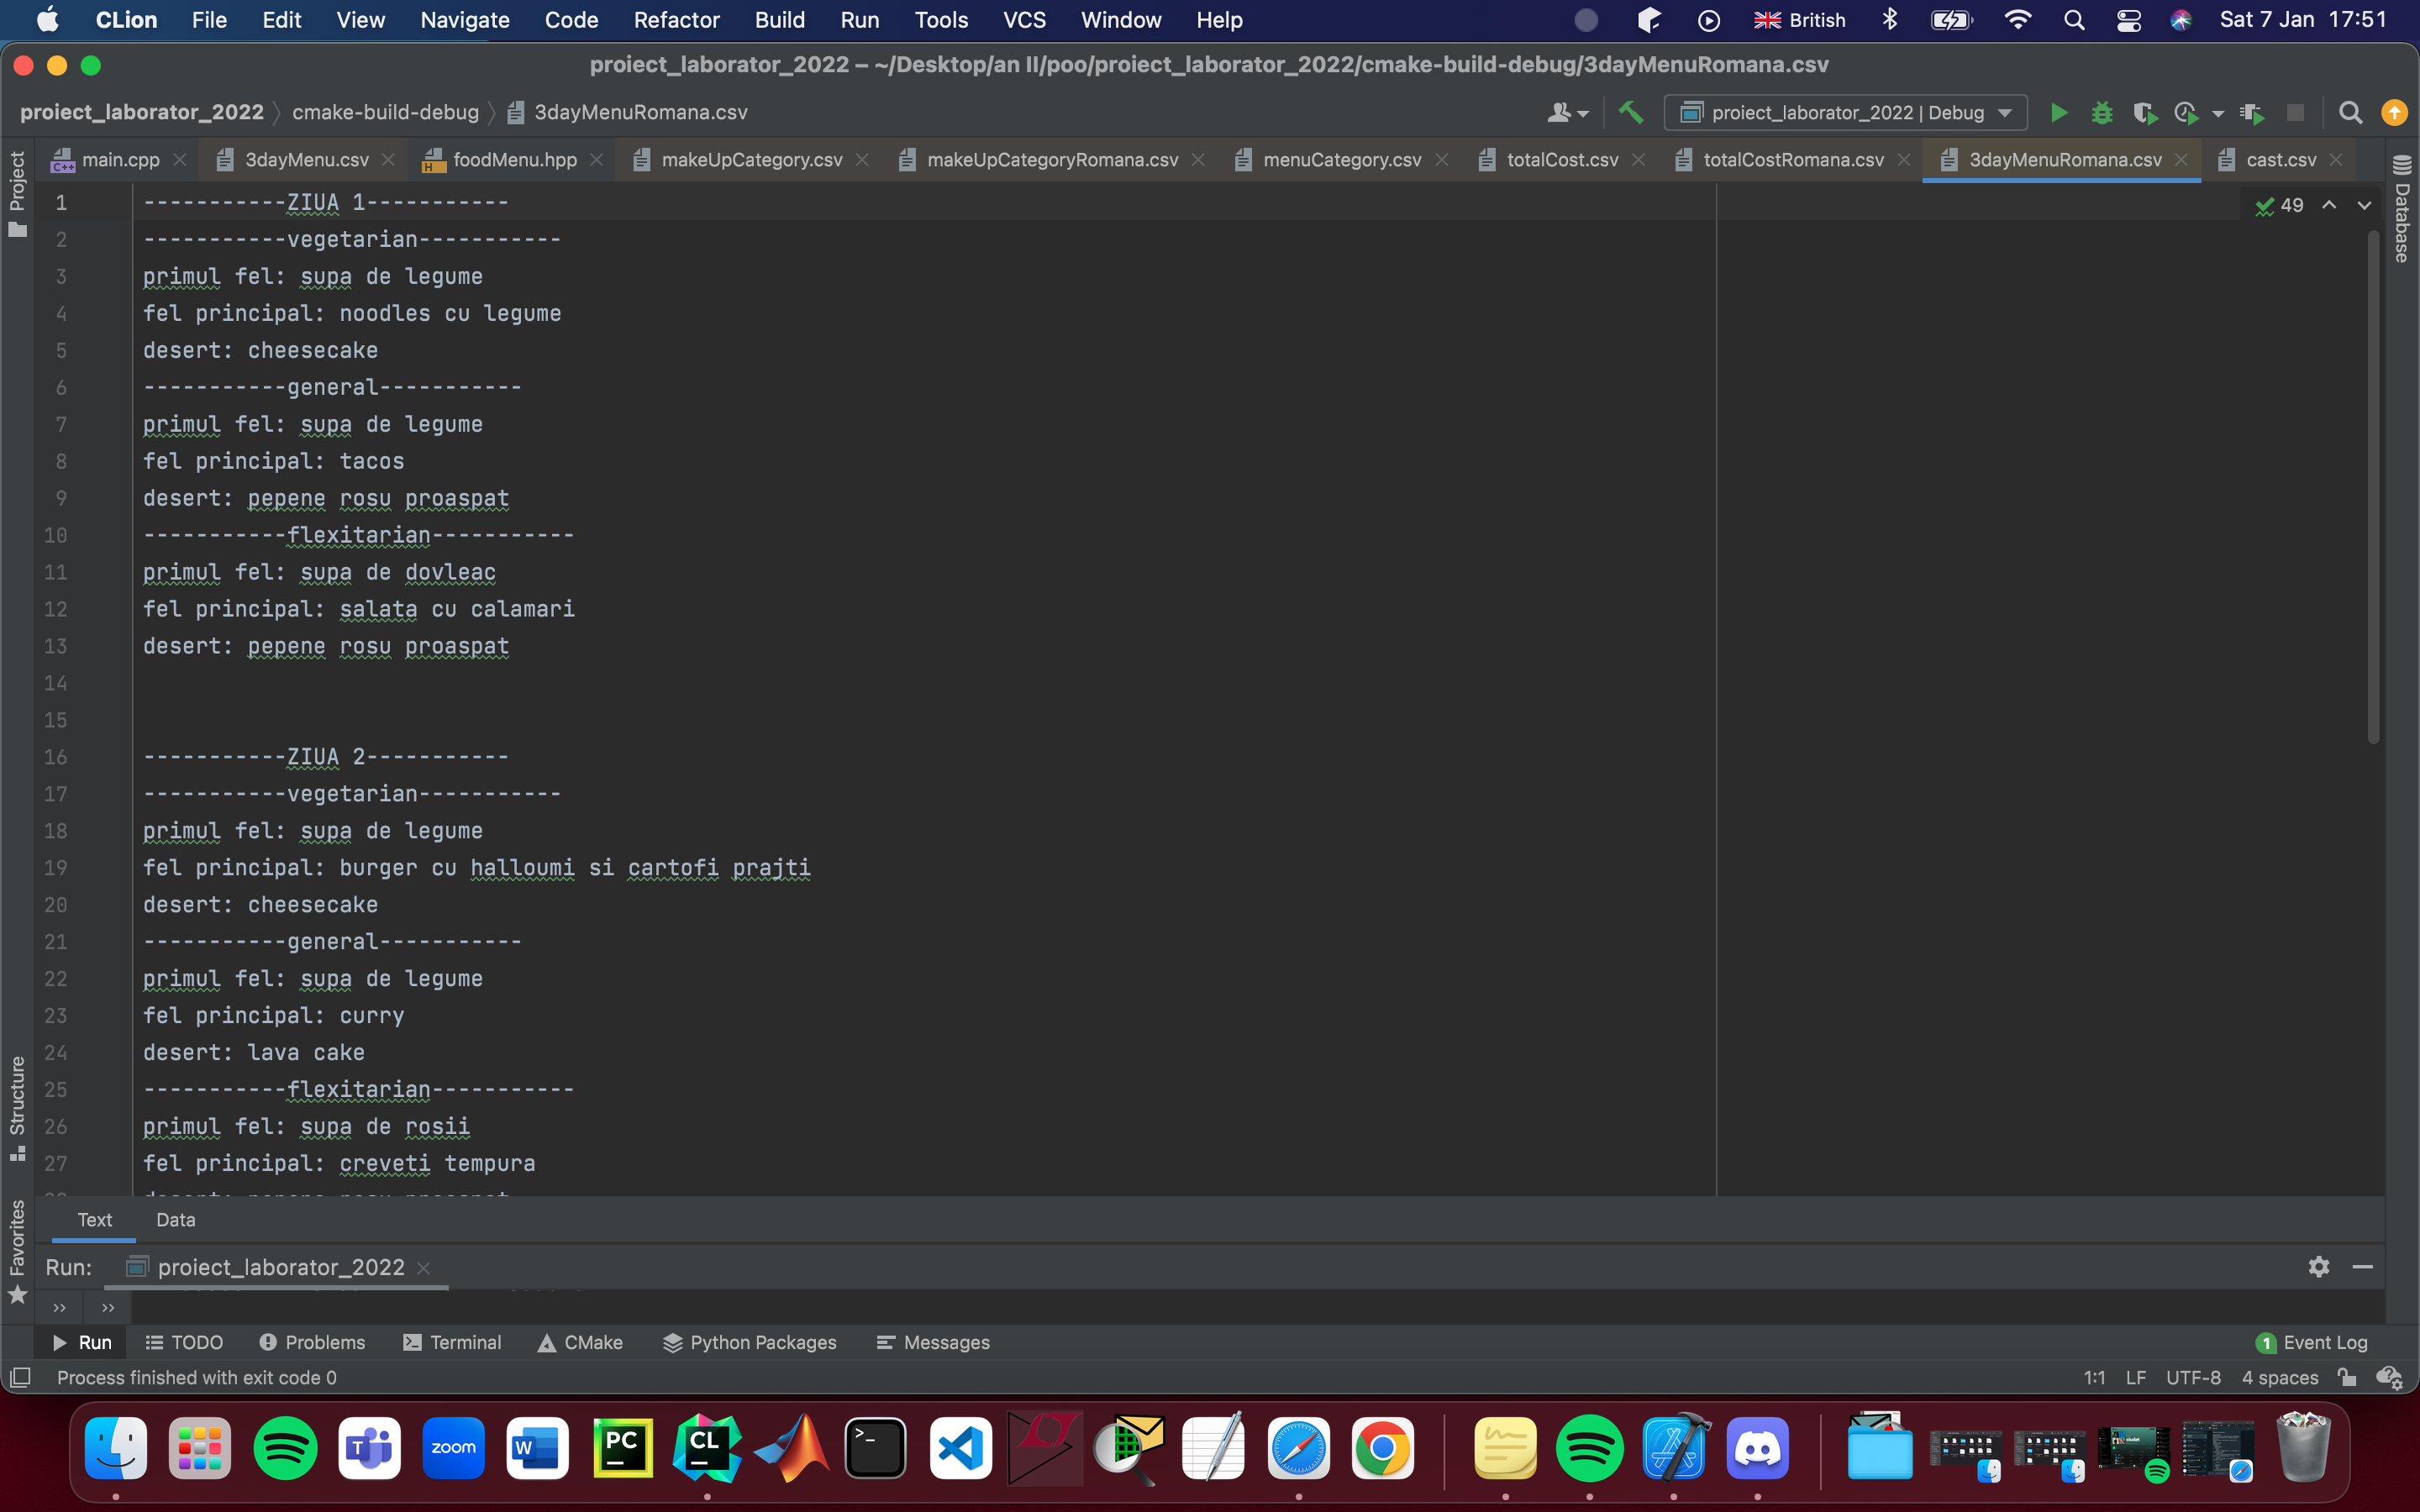 CLion File Edit View Navigate Code Refactor Build Run Tools VCS Window Help British Sat 7 Jan 17:51
proiect_laborator_2022 – ~/Desktop/an II/poo/proiect_laborator_2022/cmake-build-debug/3dayMenuRomana.csv
proiect_laborator_2022 cmake-build-debug 3dayMenuRomana.csv proiect_laborator_2022 | Debug
main.cpp 3dayMenu.csv foodMenu.hpp makeUpCategory.csv makeUpCategoryRomana.csv menuCategory.csv totalCost.csv totalCostRomana.csv 3dayMenuRomana.csv cast.csv
Project
Database
49
1 -----------ZIUA 1-----------
2 -----------vegetarian-----------
3 primul fel: supa de legume
4 fel principal: noodles cu legume
5 desert: cheesecake
6 -----------general-----------
7 primul fel: supa de legume
8 fel principal: tacos
9 desert: pepene rosu proaspat
10 -----------flexitarian-----------
11 primul fel: supa de dovleac
12 fel principal: salata cu calamari
13 desert: pepene rosu proaspat
14
15
16 -----------ZIUA 2-----------
17 -----------vegetarian-----------
18 primul fel: supa de legume
19 fel principal: burger cu halloumi si cartofi prajti
20 desert: cheesecake
21 -----------general-----------
22 primul fel: supa de legume
23 fel principal: curry
24 desert: lava cake
25 -----------flexitarian-----------
26 primul fel: supa de rosii
27 fel principal: creveti tempura
Structure
Favorites
Text Data
Run: proiect_laborator_2022
Run TODO Problems Terminal CMake Python Packages Messages 1 Event Log
Process finished with exit code 0 1:1 LF UTF-8 4 spaces
T zoom W PC CL >_